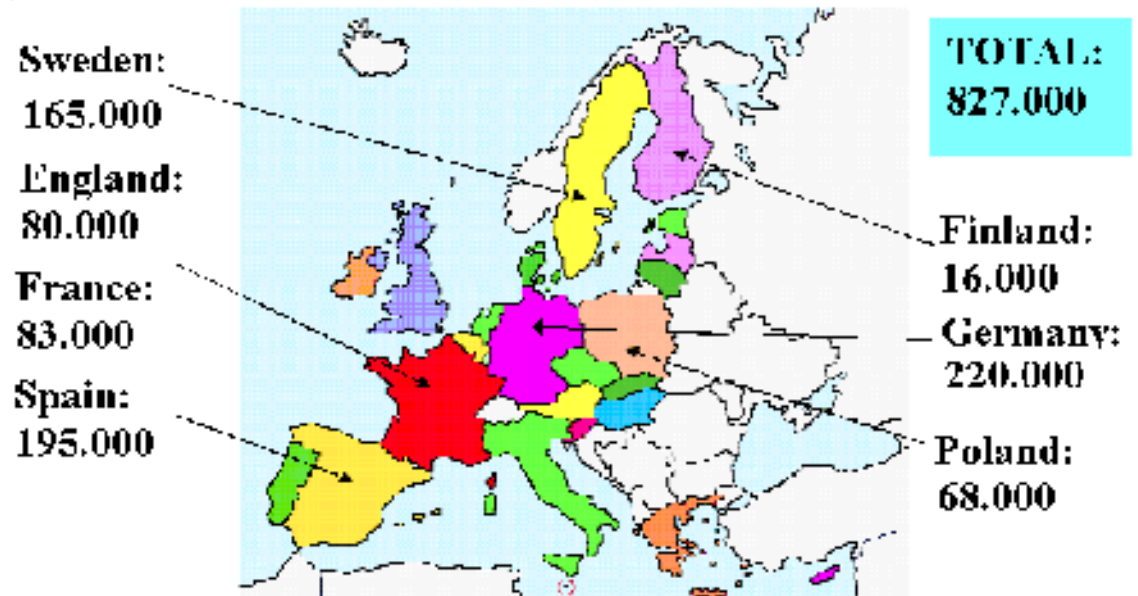 Sweden:
165.000
England:
80.000
France:
83.000
Spain:
195.000
TOTAL:
827.000
Finland:
16.000
Germany:
220.000
Poland:
68.000